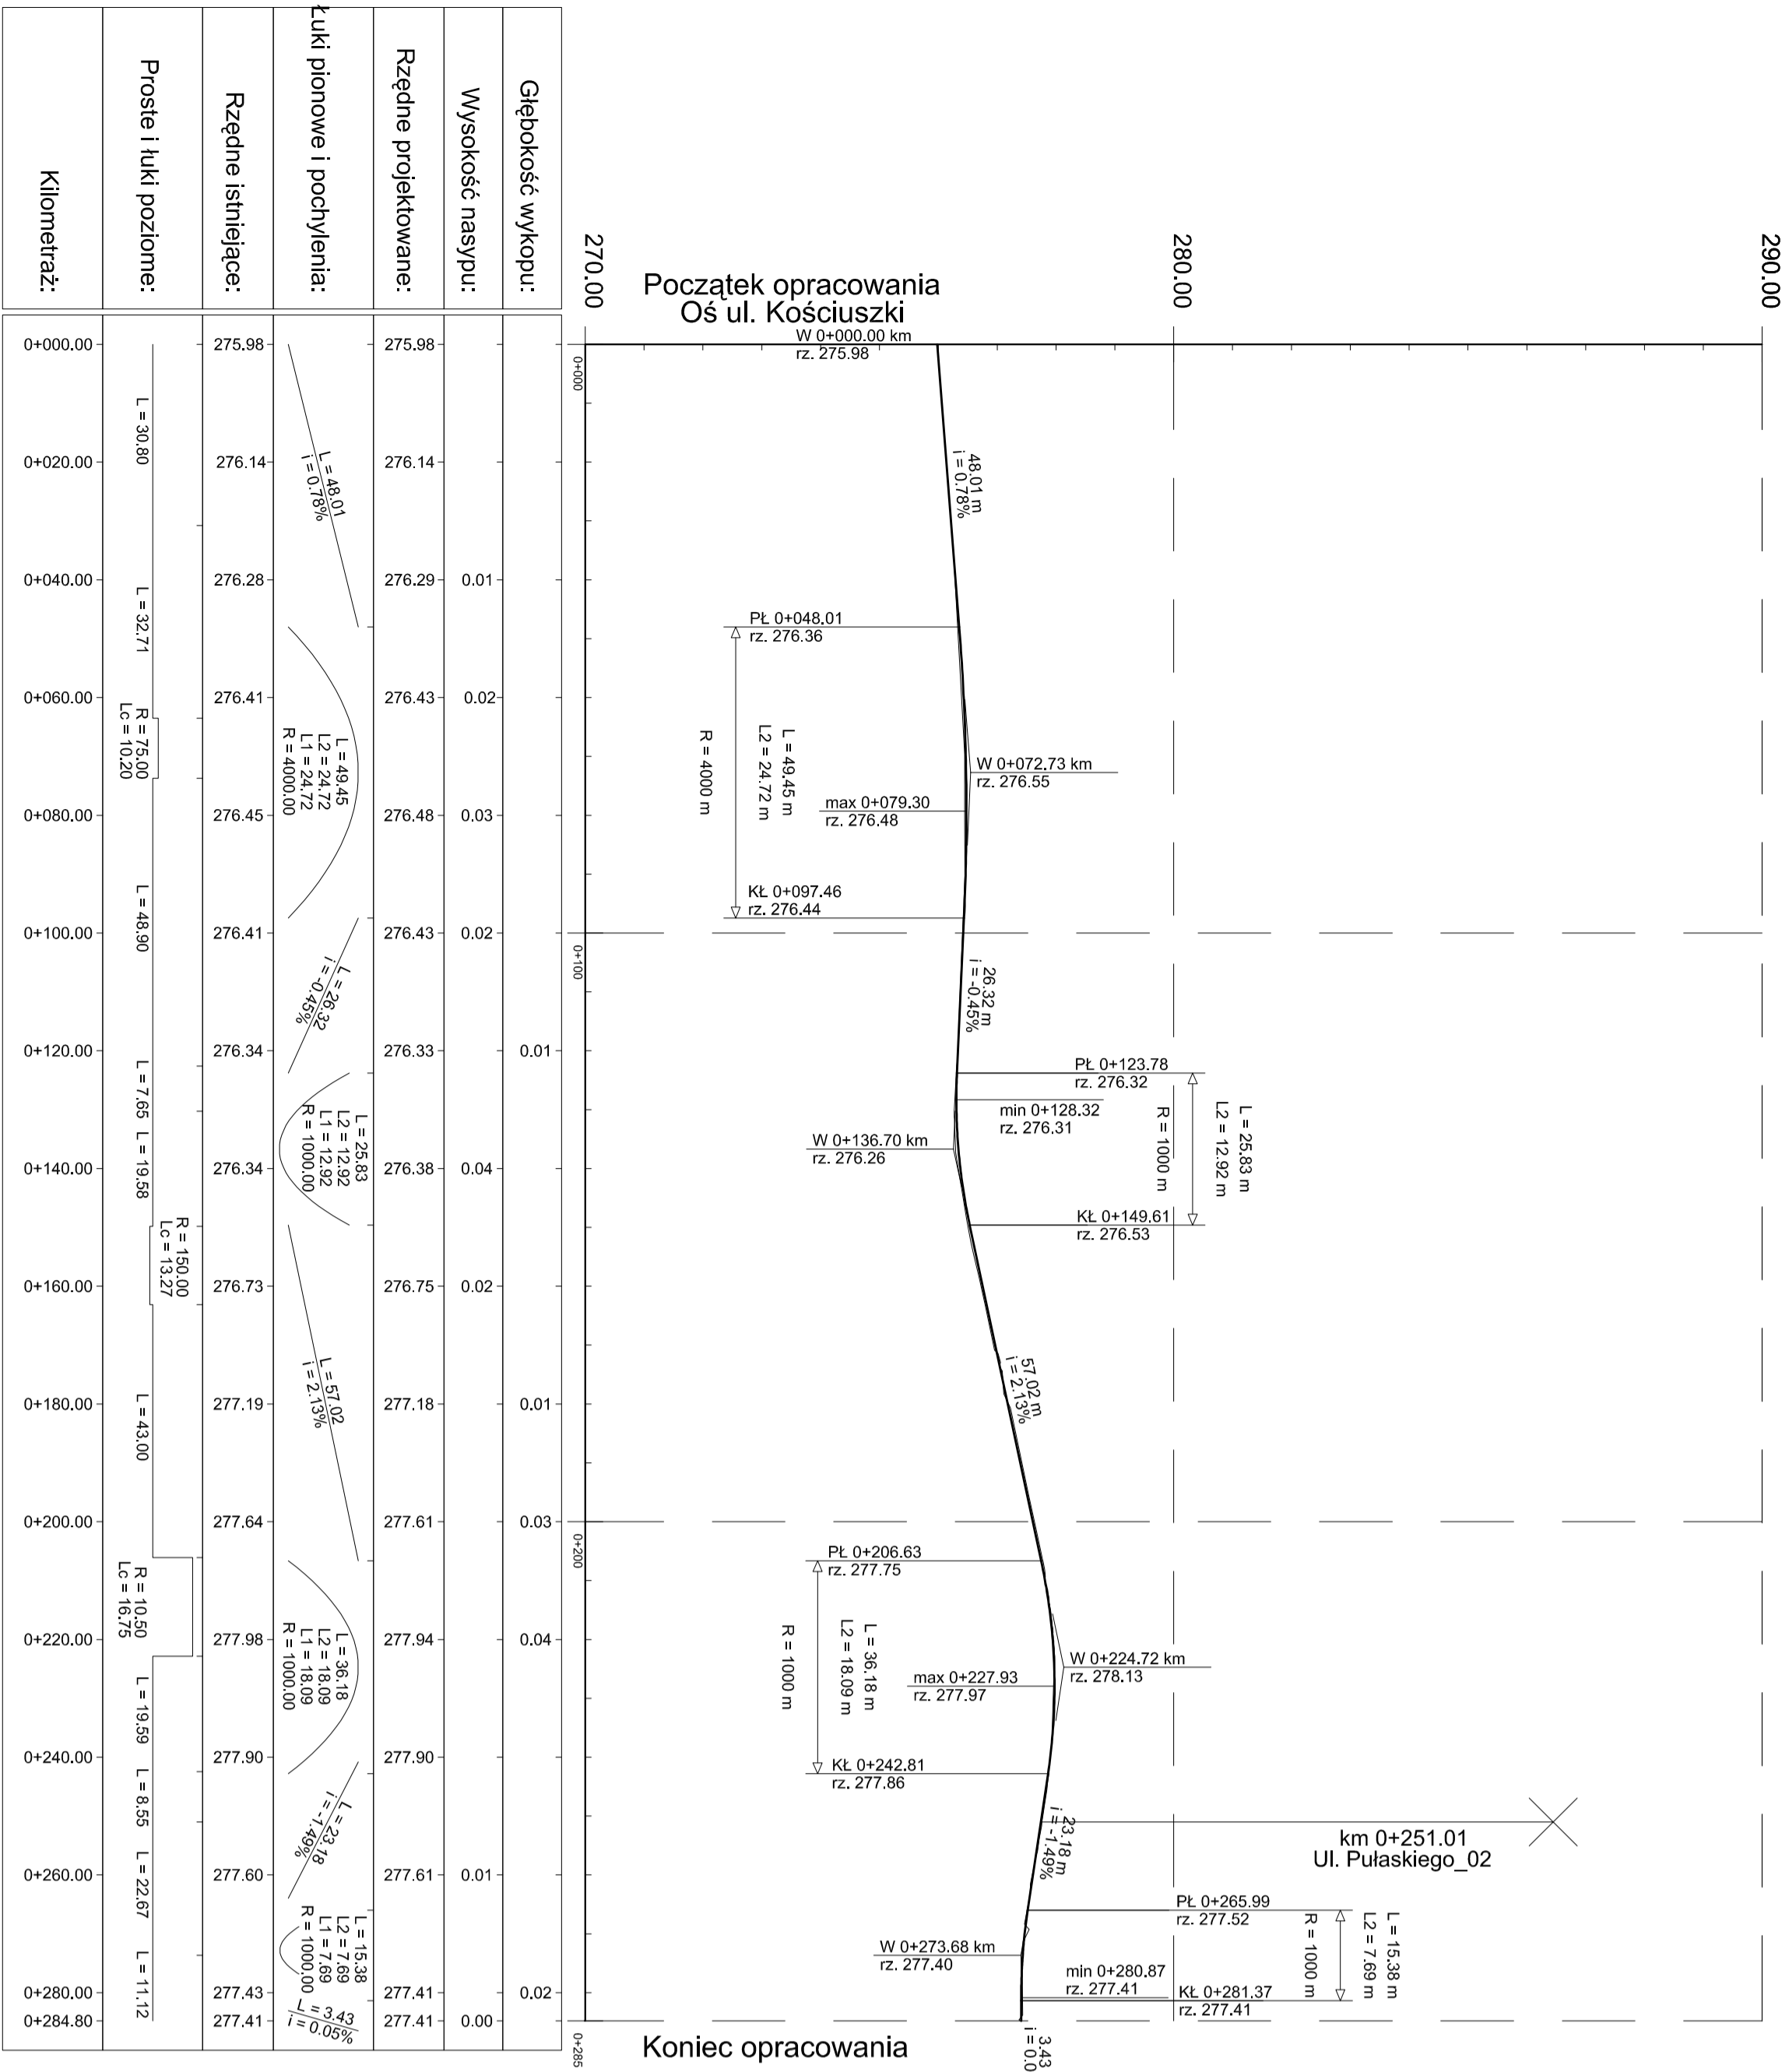 Głębokość wykopu:
Wysokość nasypu:
Rzędne projektowane:
Łuki pionowe i pochylenia:
Rzędne istniejące:
Proste i łuki poziome:
Kilometraż:
270.00
280.00
290.00
Początek opracowania
Oś ul. Kościuszki
W 0+000.00 km
rz. 275.98
48.01 m
i = 0.78%
PŁ 0+048.01
rz. 276.36
L = 49.45 m
L2 = 24.72 m
R = 4000 m
W 0+072.73 km
rz. 276.55
max 0+079.30
rz. 276.48
KŁ 0+097.46
rz. 276.44
26.32 m
i = -0.45%
PŁ 0+123.78
rz. 276.32
min 0+128.32
rz. 276.31
L = 25.83 m
L2 = 12.92 m
R = 1000 m
W 0+136.70 km
rz. 276.26
KŁ 0+149.61
rz. 276.53
57.02 m
i = 2.13%
PŁ 0+206.63
rz. 277.75
L = 36.18 m
L2 = 18.09 m
R = 1000 m
W 0+224.72 km
rz. 278.13
max 0+227.93
rz. 277.97
KŁ 0+242.81
rz. 277.86
23.18 m
i = -1.49%
km 0+251.01
Ul. Pułaskiego_02
PŁ 0+265.99
rz. 277.52
L = 15.38 m
L2 = 7.69 m
R = 1000 m
W 0+273.68 km
rz. 277.40
min 0+280.87
rz. 277.41
KŁ 0+281.37
rz. 277.41
3.43
i = 0.0
Koniec opracowania
0+000
0+100
0+200
0+285
0.01
0.01
0.03
0.04
0.02
0.01
0.02
0.03
0.02
0.04
0.02
0.01
0.00
275.98
276.14
276.29
276.43
276.48
276.43
276.33
276.38
276.75
277.18
277.61
277.94
277.90
277.61
277.41
277.41
L = 48.01
i = 0.78%
L = 49.45
L2 = 24.72
L1 = 24.72
R = 4000.00
L = 26.32
i = -0.45%
L = 25.83
L2 = 12.92
L1 = 12.92
R = 1000.00
L = 57.02
i = 2.13%
L = 36.18
L2 = 18.09
L1 = 18.09
R = 1000.00
L = 23.18
i = -1.49%
L = 15.38
L2 = 7.69
L1 = 7.69
R = 1000.00
L = 3.43
i = 0.05%
275.98
276.14
276.28
276.41
276.45
276.41
276.34
276.34
276.73
277.19
277.64
277.98
277.90
277.60
277.43
277.41
L = 30.80
L = 32.71
R = 75.00
Lc = 10.20
L = 48.90
L = 7.65
L = 19.58
R = 150.00
Lc = 13.27
L = 43.00
R = 10.50
Lc = 16.75
L = 19.59
L = 8.55
L = 22.67
L = 11.12
0+000.00
0+020.00
0+040.00
0+060.00
0+080.00
0+100.00
0+120.00
0+140.00
0+160.00
0+180.00
0+200.00
0+220.00
0+240.00
0+260.00
0+280.00
0+284.80